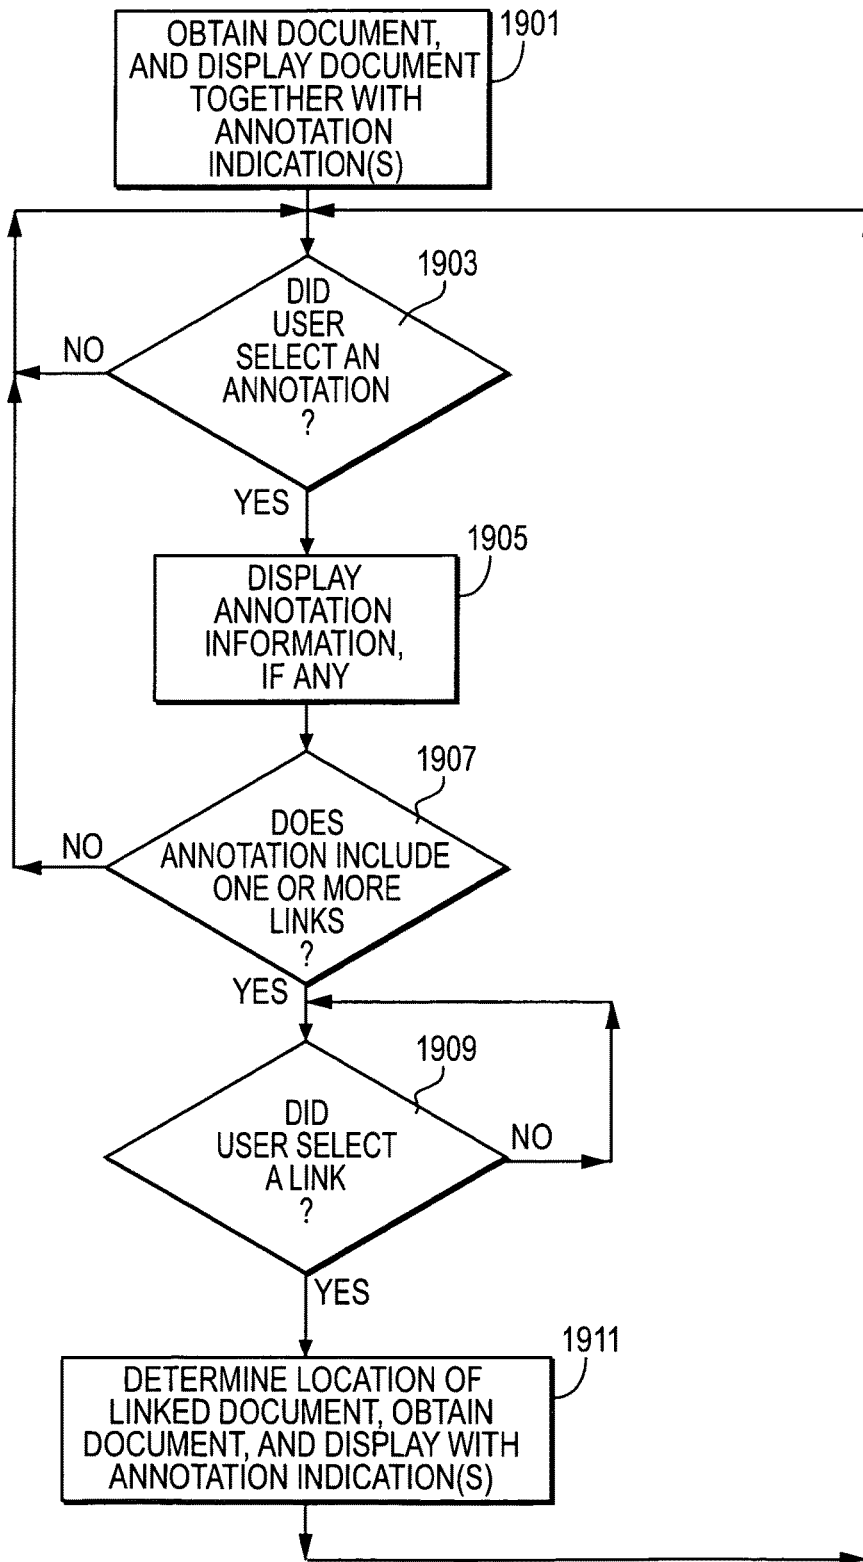 OBTAIN DOCUMENT,
AND DISPLAY DOCUMENT
TOGETHER WITH
ANNOTATION
INDICATION(S)
1901
DID
USER
SELECT AN
ANNOTATION
?
1903
NO
YES
DISPLAY
ANNOTATION
INFORMATION,
IF ANY
1905
DOES
ANNOTATION INCLUDE
ONE OR MORE
LINKS
?
1907
NO
YES
DID
USER SELECT
A LINK
?
1909
NO
YES
DETERMINE LOCATION OF
LINKED DOCUMENT, OBTAIN
DOCUMENT, AND DISPLAY WITH
ANNOTATION INDICATION(S)
1911